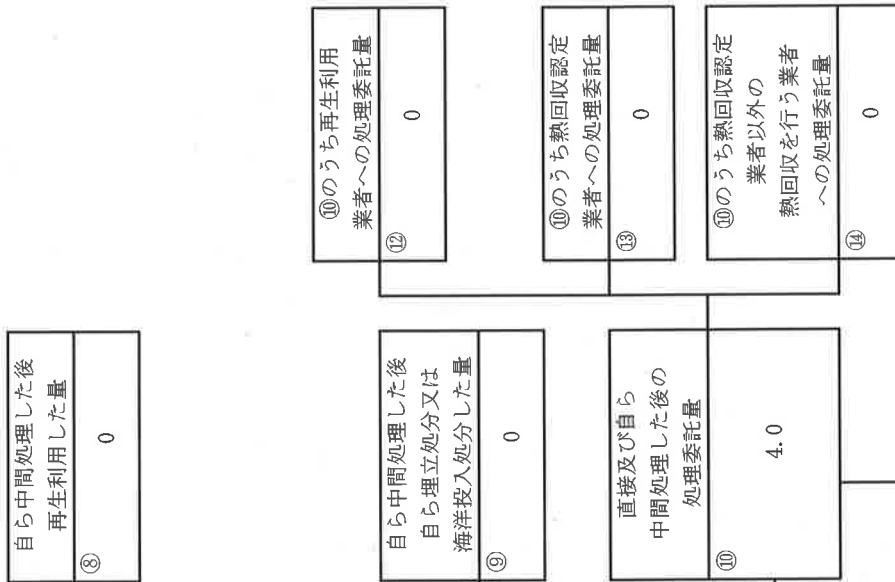 自ら中間処理した後
再生利用した量
⑧
0
自ら中間処理した後
自ら埋立処分又は
海洋投入処分した量
⑨
0
直接及び自ら
中間処理した後の
処理委託量
⑩
4.0
⑩のうち再生利用
業者への処理委託量
⑫
0
⑩のうち熱回収認定
業者への処理委託量
⑬
0
⑩のうち熱回収認定
業者以外の
熱回収を行う業者
への処理委託量
⑭
0